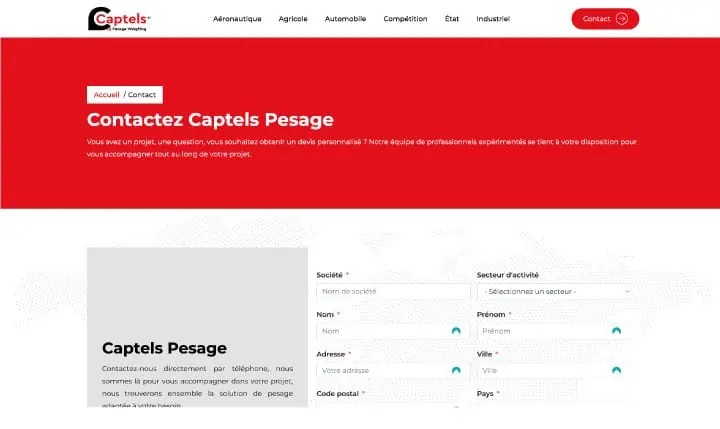 Captels
Pesage Weighing
Aéronautique Agricole Automobile Compétition État Industriel
Contact
Accueil / Contact
Contactez Captels Pesage
Vous avez un projet, une question, vous souhaitez obtenir un devis personnalisé ? Notre équipe de professionnels expérimentés se tient à votre disposition pour
vous accompagner tout au long de votre projet.
Captels Pesage
Contactez-nous directement par téléphone, nous
sommes là pour vous accompagner dans votre projet,
nous trouverons ensemble la solution de pesage
adaptée à votre besoin
Société * Secteur d'activité
Nom de société - Sélectionnez un secteur -
Nom * Prénom *
Nom Prénom
Adresse * Ville *
Votre adresse Ville
Code postal * Pays *